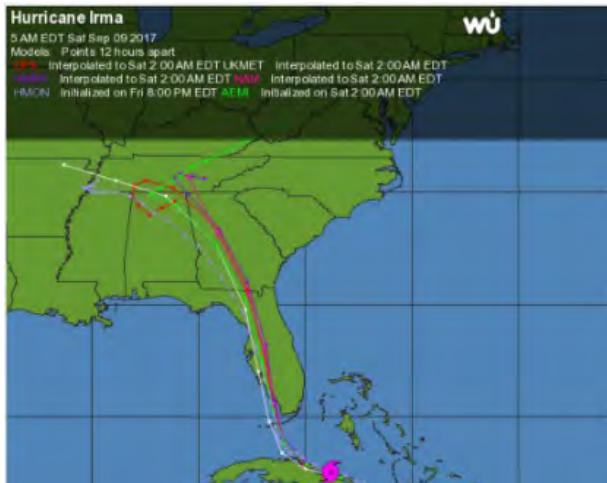 Hurricane Irma
wu
5 AM EDT Sat Sep 09 2017
Models: Points 12 hours apart
Interpolated to Sat 2:00 AM EDT UKMET Interpolated to Sat 2:00 AM EDT
Interpolated to Sat 2:00 AM EDT NAM Interpolated to Sat 2:00 AM EDT
HMON Initialized on Fri 8:00 PM EDT AEMI Initialized on Sat 2:00 AM EDT